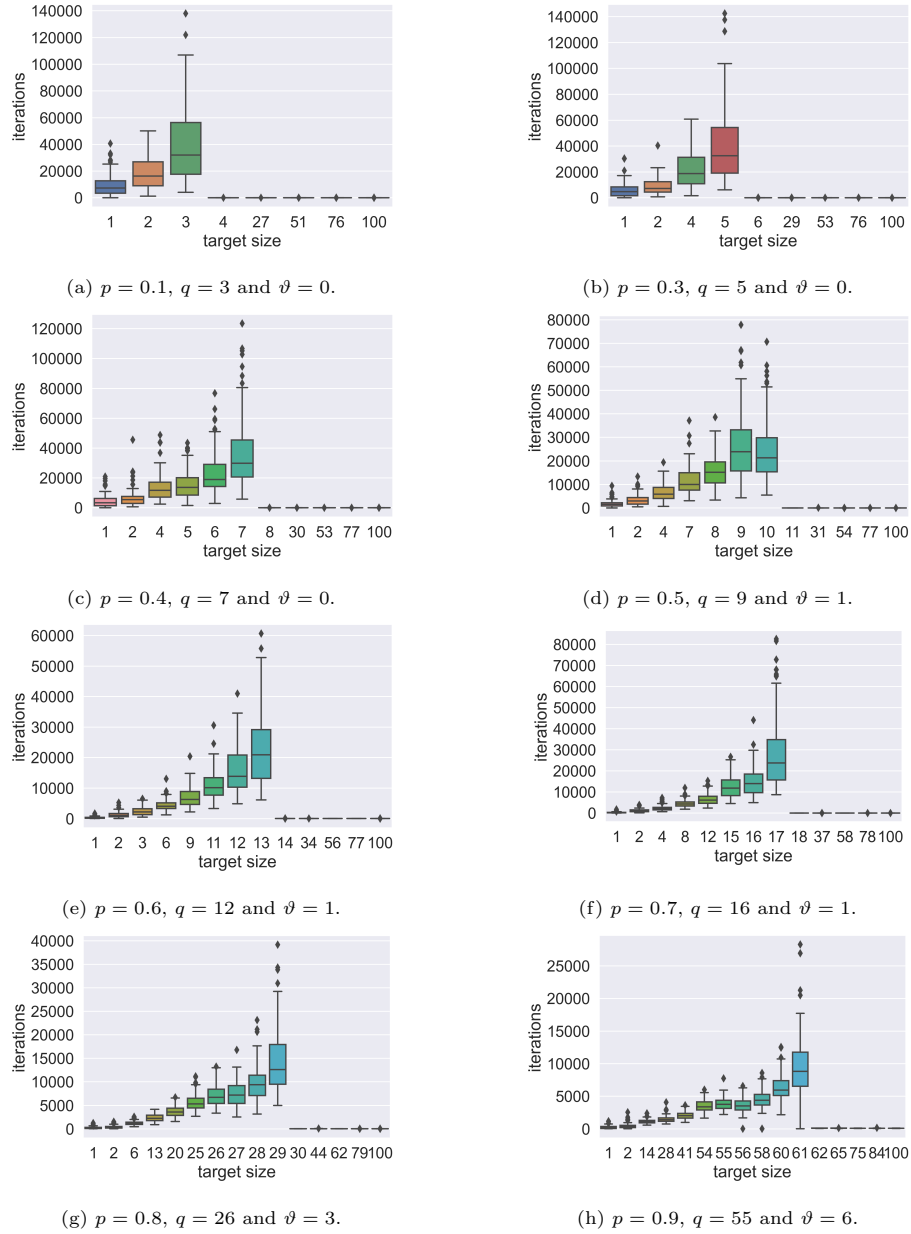 140000
120000
100000
80000
60000
40000
20000
0
iterations
1 2 3 4 27 51 76 100
target size
(a) p = 0.1, q = 3 and ϑ = 0.
140000
120000
100000
80000
60000
40000
20000
0
iterations
1 2 4 5 6 29 53 76 100
target size
(b) p = 0.3, q = 5 and ϑ = 0.
120000
100000
80000
60000
40000
20000
0
iterations
1 2 4 5 6 7 8 30 53 77 100
target size
(c) p = 0.4, q = 7 and ϑ = 0.
80000
70000
60000
50000
40000
30000
20000
10000
0
iterations
1 2 4 7 8 9 10 11 31 54 77 100
target size
(d) p = 0.5, q = 9 and ϑ = 1.
60000
50000
40000
30000
20000
10000
0
iterations
1 2 3 6 9 11 12 13 14 34 56 77 100
target size
(e) p = 0.6, q = 12 and ϑ = 1.
80000
70000
60000
50000
40000
30000
20000
10000
0
iterations
1 2 4 8 12 15 16 17 18 37 58 78 100
target size
(f) p = 0.7, q = 16 and ϑ = 1.
40000
35000
30000
25000
20000
15000
10000
5000
0
iterations
1 2 6 13 20 25 26 27 28 29 30 44 62 79 100
target size
(g) p = 0.8, q = 26 and ϑ = 3.
25000
20000
15000
10000
5000
0
iterations
1 2 14 28 41 54 55 56 58 60 61 62 65 75 84 100
target size
(h) p = 0.9, q = 55 and ϑ = 6.